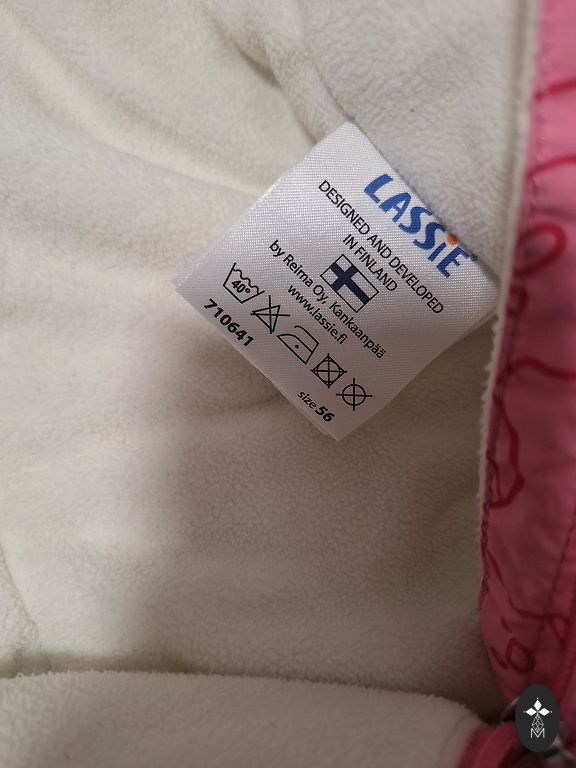 LASSiE
DESIGNED AND DEVELOPED
IN FINLAND
by Reima Oy, Kankaanpää
www.lassie.fi
40°
710641
size 56
M